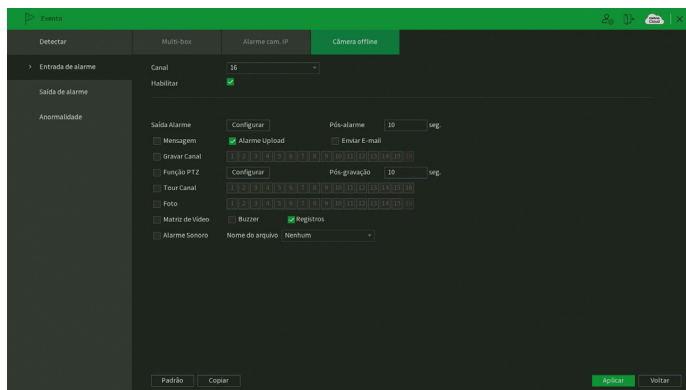 Evento
Detectar
Multi-box
Alarme cam. IP
Câmera offline
Entrada de alarme
Saída de alarme
Anormalidade
Canal 16
Habilitar
Saída Alarme Configurar Pós-alarme 10 seg.
Mensagem Alarme Upload Enviar E-mail
Gravar Canal 1 2 3 4 5 6 7 8 9 10 11 12 13 14 15 16
Função PTZ Configurar Pós-gravação 10 seg.
Tour Canal 1 2 3 4 5 6 7 8 9 10 11 12 13 14 15 16
Foto 1 2 3 4 5 6 7 8 9 10 11 12 13 14 15 16
Matriz de Vídeo Buzzer Registros
Alarme Sonoro Nome do arquivo Nenhum
Padrão Copiar Aplicar Voltar